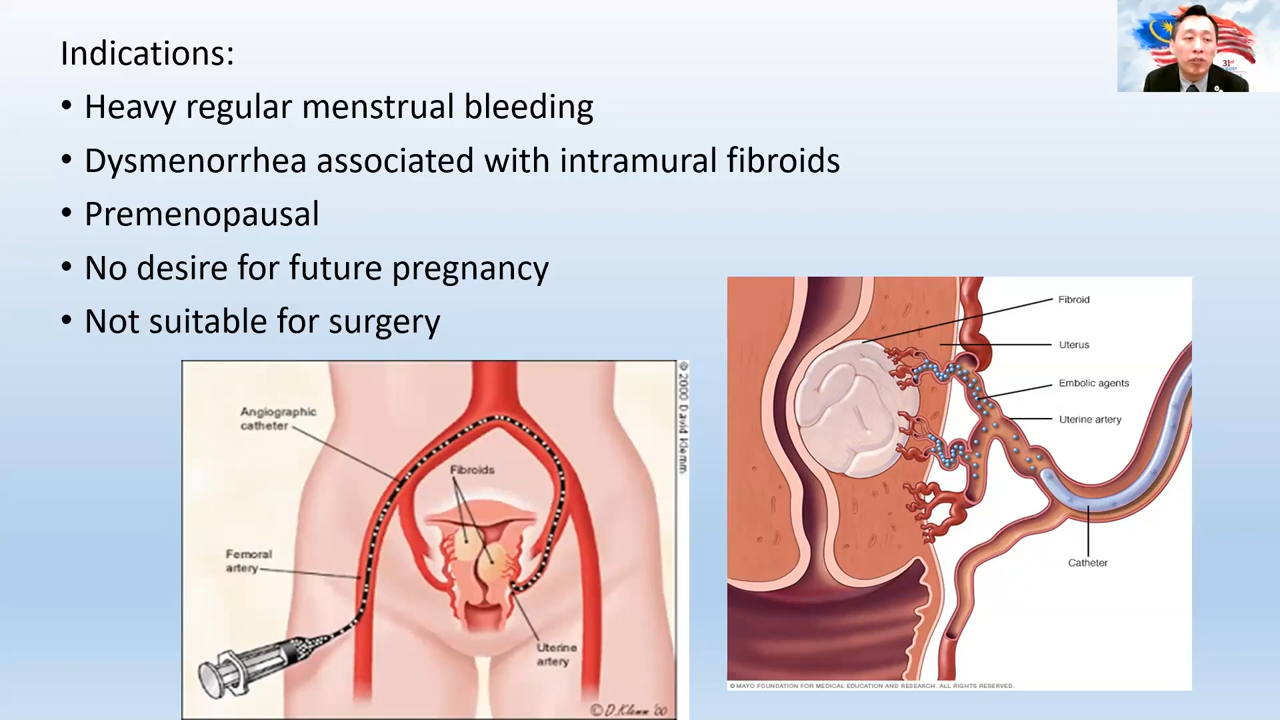 Indications:
• Heavy regular menstrual bleeding
• Dysmenorrhea associated with intramural fibroids
• Premenopausal
• No desire for future pregnancy
• Not suitable for surgery
31st
Angiographic
catheter
Fibroids
Femoral
artery
Uterine
artery
© 2000 David Klemm
© D.Klemm '00
Fibroid
Uterus
Embolic agents
Uterine artery
Catheter
© MAYO FOUNDATION FOR MEDICAL EDUCATION AND RESEARCH. ALL RIGHTS RESERVED.